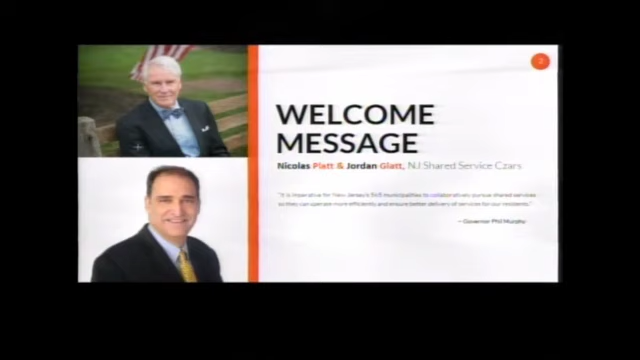 2
WELCOME
MESSAGE
Nicolas Platt & Jordan Glatt, NJ Shared Service Czars
"It is imperative for New Jersey's 565 municipalities to collaboratively pursue shared services
so they can operate more efficiently and ensure better delivery of services for our residents."
– Governor Phil Murphy